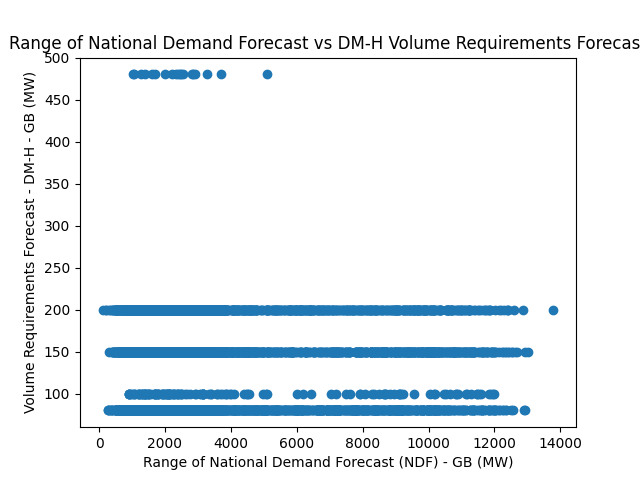 Range of National Demand Forecast vs DM-H Volume Requirements Forecas
500
450
400
350
300
250
200
150
100
Volume Requirements Forecast - DM-H - GB (MW)
0 2000 4000 6000 8000 10000 12000 14000
Range of National Demand Forecast (NDF) - GB (MW)